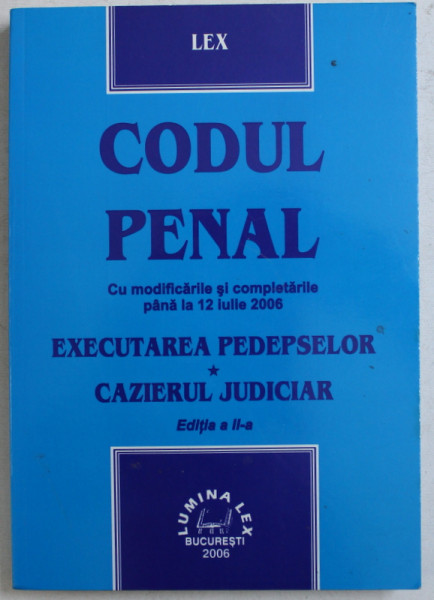 LEX
CODUL
PENAL
Cu modificările şi completările
până la 12 iulie 2006
EXECUTAREA PEDEPSELOR
★
CAZIERUL JUDICIAR
Ediţia a II-a
LUMINA LEX
BUCUREŞTI
2006